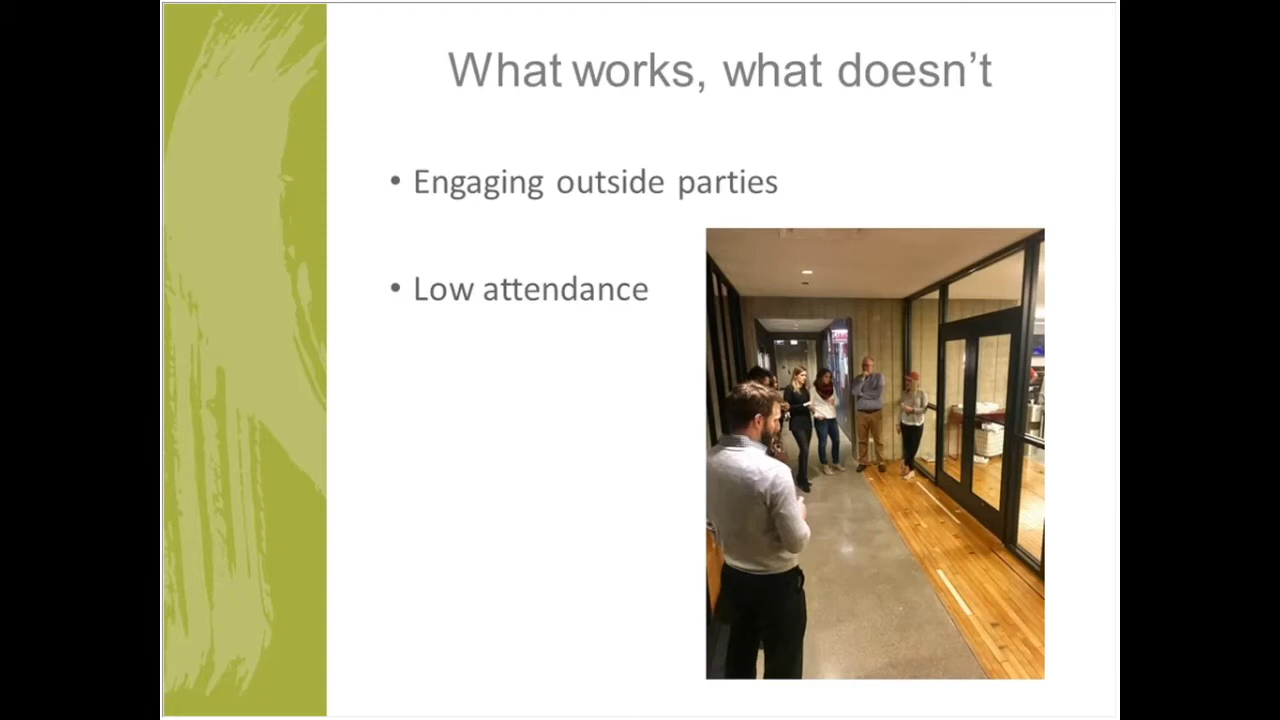 What works, what doesn’t
• Engaging outside parties
• Low attendance